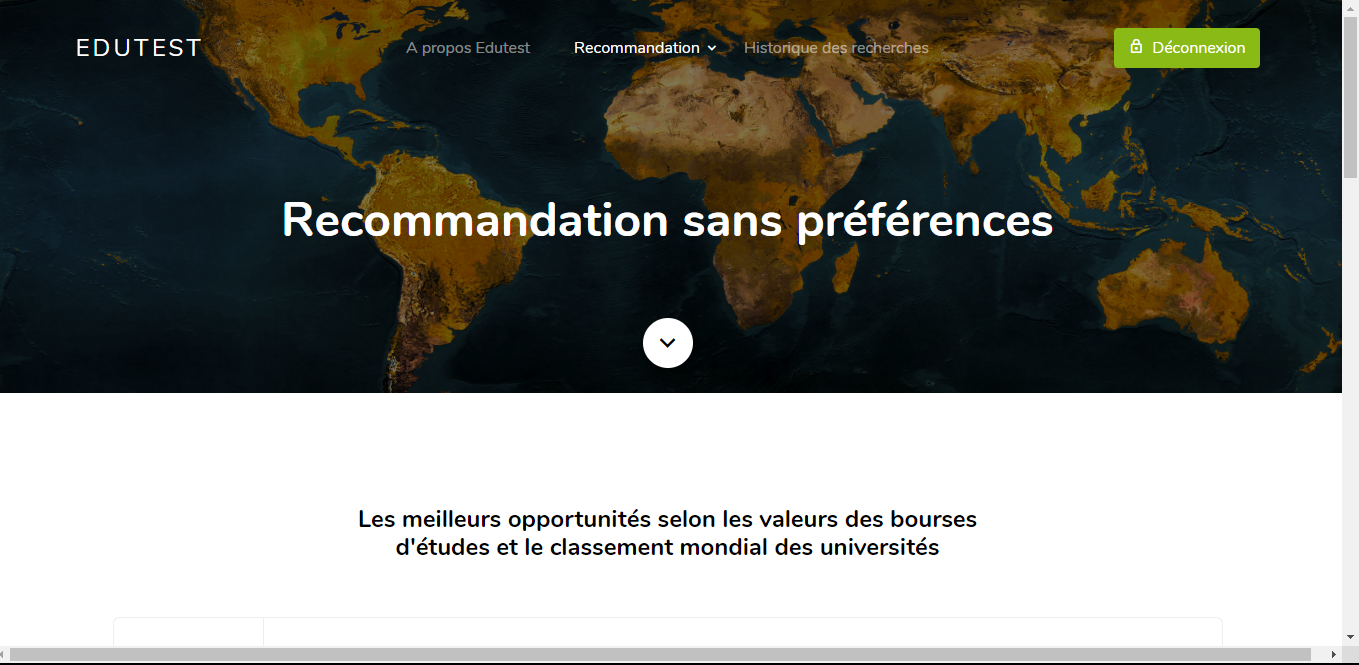 EDUTEST
A propos Edutest
Recommandation
Historique des recherches
Déconnexion
Recommandation sans préférences
Les meilleurs opportunités selon les valeurs des bourses
d'études et le classement mondial des universités